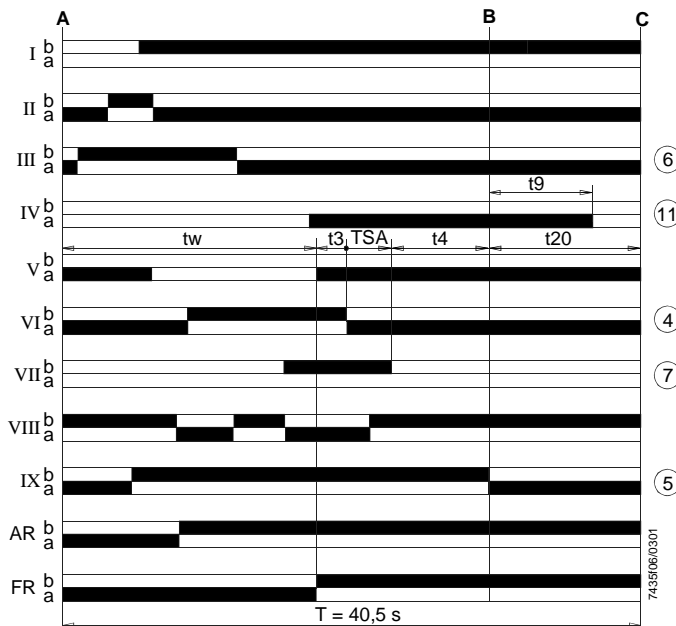 A B C
I b
a
II b
a
III b
a 6
t9
IV b
a 11
tw t3 TSA t4 t20
V b
a
VI b
a 4
VII b
a 7
VIII b
a
IX b
a 5
AR b
a
FR b
a
T = 40,5 s
7435f06/0301